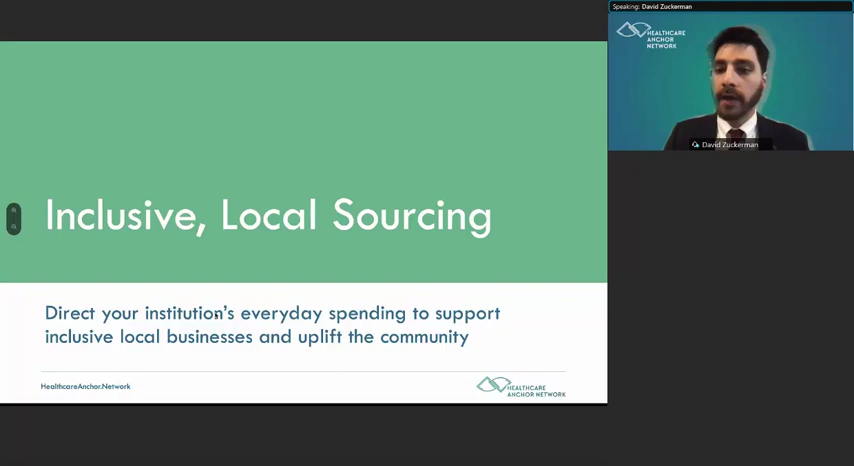 Speaking: David Zuckerman
HEALTHCARE
ANCHOR
NETWORK
David Zuckerman
Inclusive, Local Sourcing
Direct your institution's everyday spending to support
inclusive local businesses and uplift the community
HealthcareAnchor.Network
HEALTHCARE
ANCHOR NETWORK